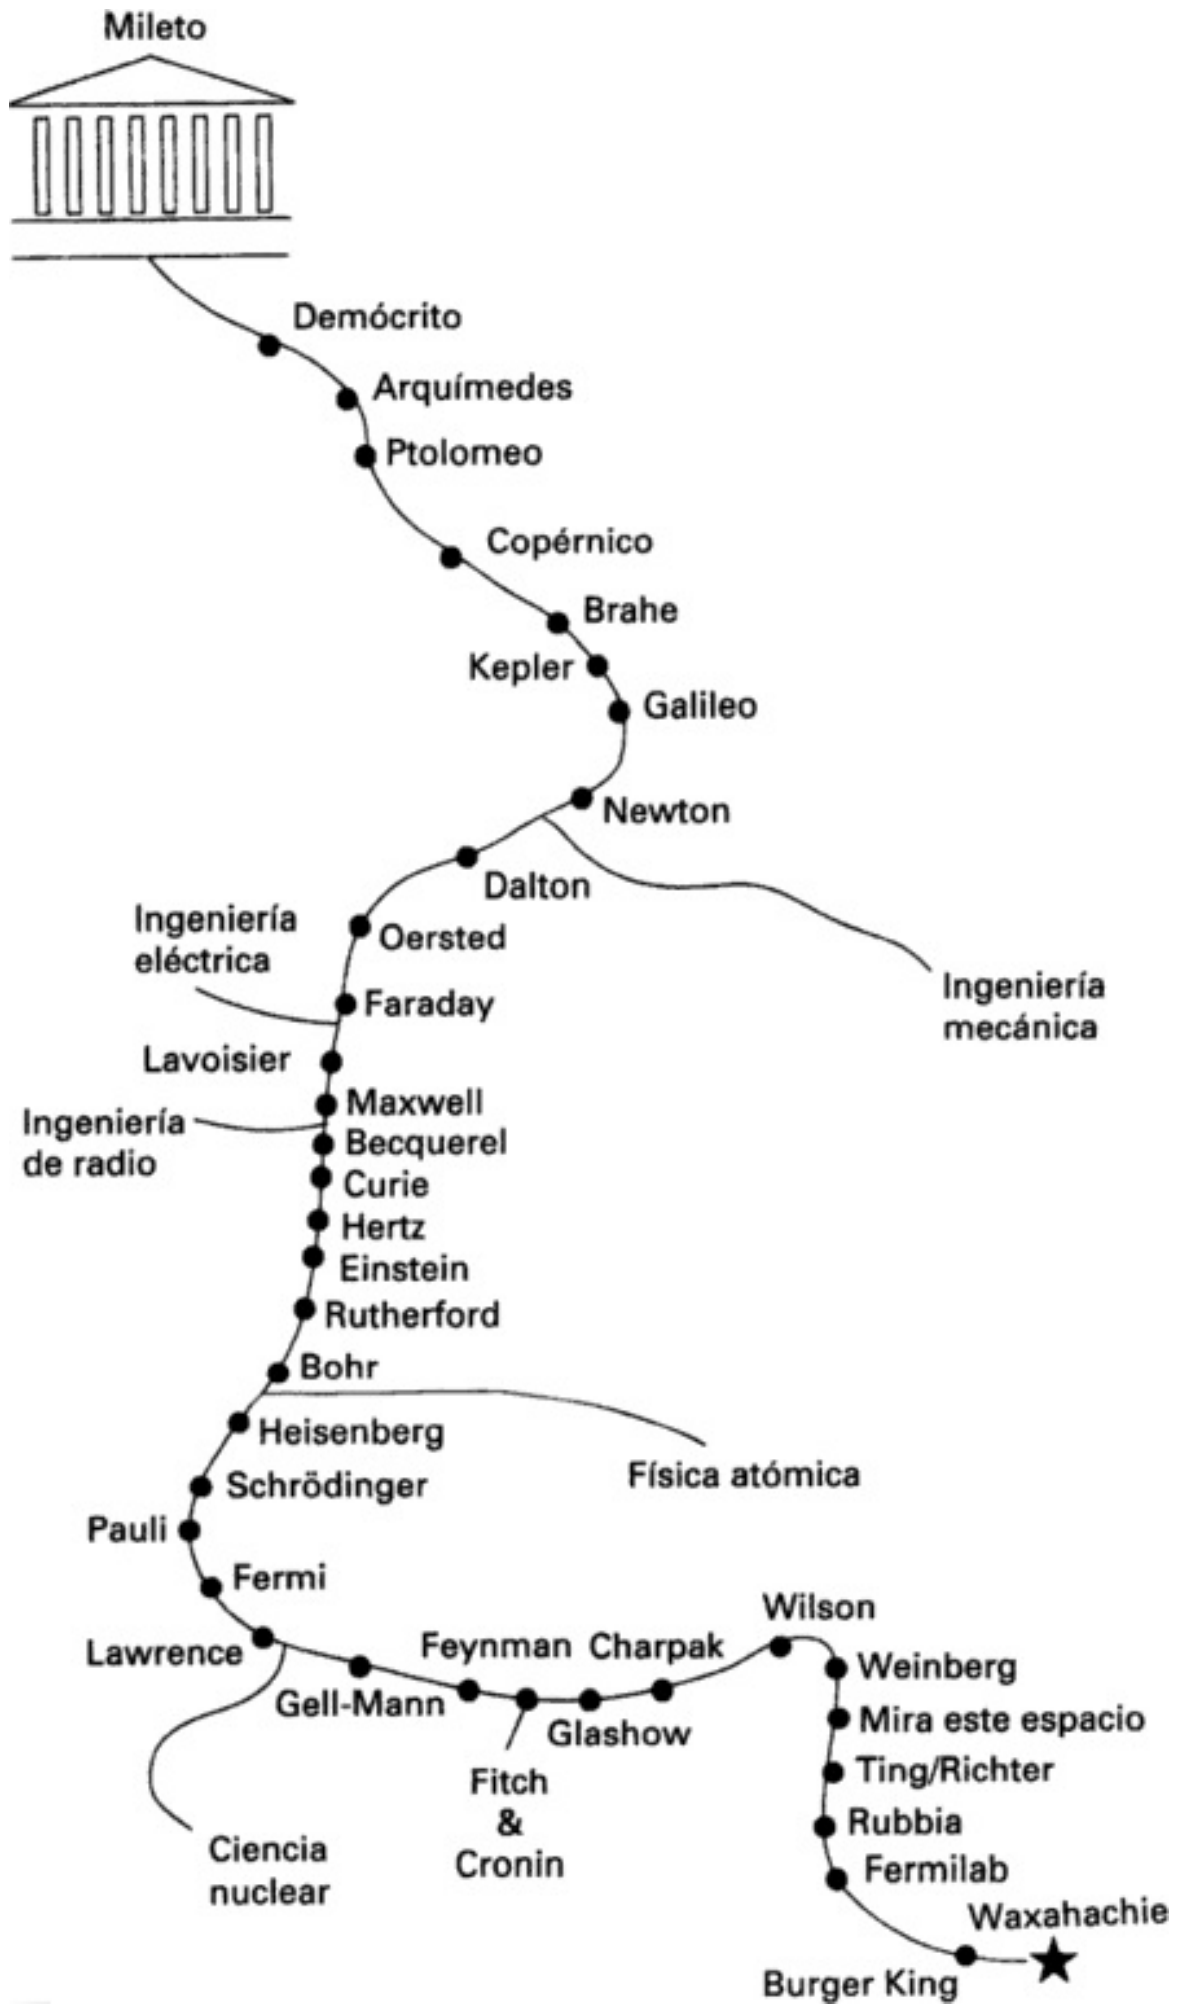 Mileto
Demócrito
Arquímedes
Ptolomeo
Copérnico
Brahe
Kepler
Galileo
Newton
Dalton
Ingeniería
eléctrica
Oersted
Ingeniería
mecánica
Faraday
Lavoisier
Maxwell
Ingeniería
de radio
Becquerel
Curie
Hertz
Einstein
Rutherford
Bohr
Heisenberg
Física atómica
Schrödinger
Pauli
Fermi
Lawrence
Gell-Mann
Feynman
Fitch
&
Cronin
Glashow
Charpak
Wilson
Weinberg
Mira este espacio
Ting/Richter
Rubbia
Fermilab
Ciencia
nuclear
Waxahachie
Burger King